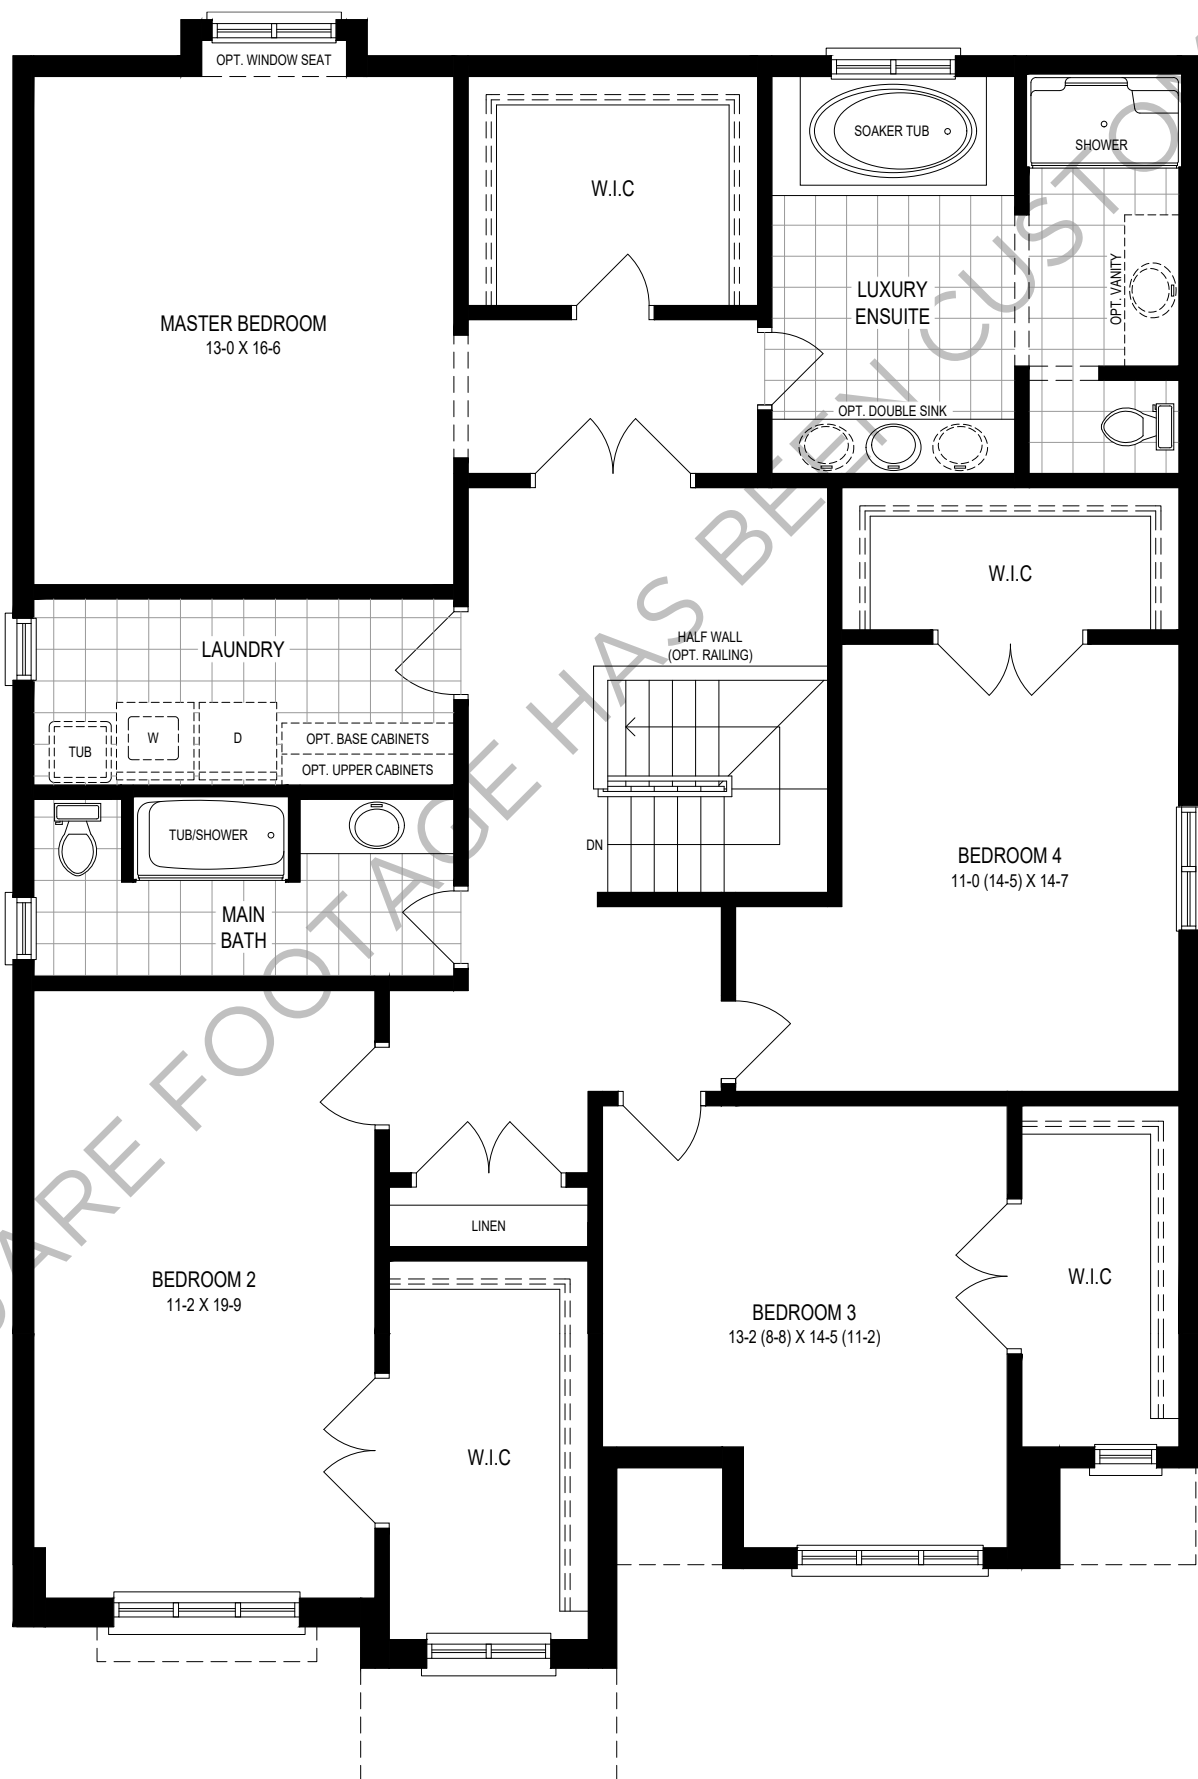 OPT. WINDOW SEAT
SOAKER TUB
SHOWER
W.I.C
MASTER BEDROOM
13-0 X 16-6
LUXURY
ENSUITE
OPT. VANITY
OPT. DOUBLE SINK
W.I.C
HALF WALL
(OPT. RAILING)
LAUNDRY
TUB
W
D
OPT. BASE CABINETS
OPT. UPPER CABINETS
TUB/SHOWER
DN
BEDROOM 4
11-0 (14-5) X 14-7
MAIN
BATH
LINEN
BEDROOM 2
11-2 X 19-9
W.I.C
BEDROOM 3
13-2 (8-8) X 14-5 (11-2)
W.I.C
ARE FOOTAGE HAS BEEN CUSTO